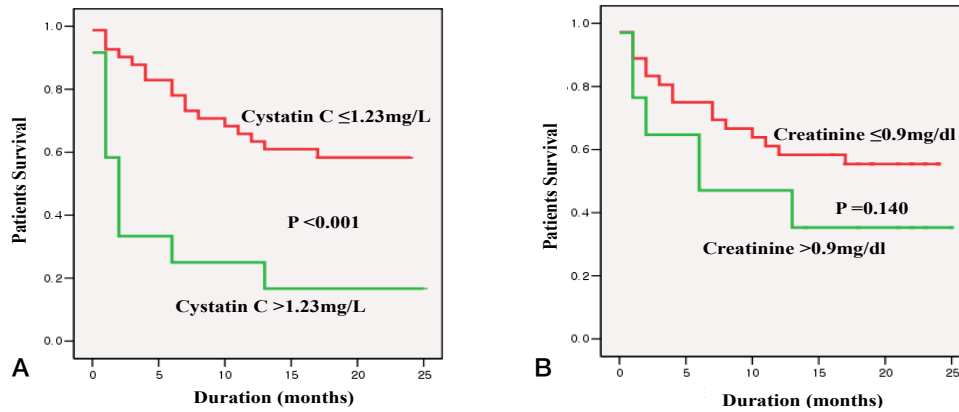 1.0
0.8
0.6
0.4
0.2
0.0
Patients Survival
Cystatin C ≤1.23mg/L
P <0.001
Cystatin C >1.23mg/L
0 5 10 15 20 25
Duration (months)
A
1.0
0.8
0.6
0.4
0.2
0.0
Patients Survival
Creatinine ≤0.9mg/dl
P =0.140
Creatinine >0.9mg/dl
0 5 10 15 20 25
Duration (months)
B